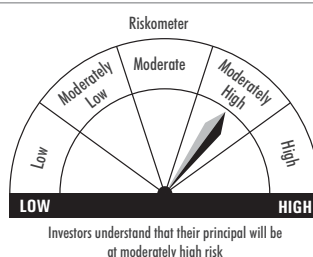 Riskometer
Low
Moderately
Low
Moderate
Moderately
High
High
LOW HIGH
Investors understand that their principal will be
at moderately high risk